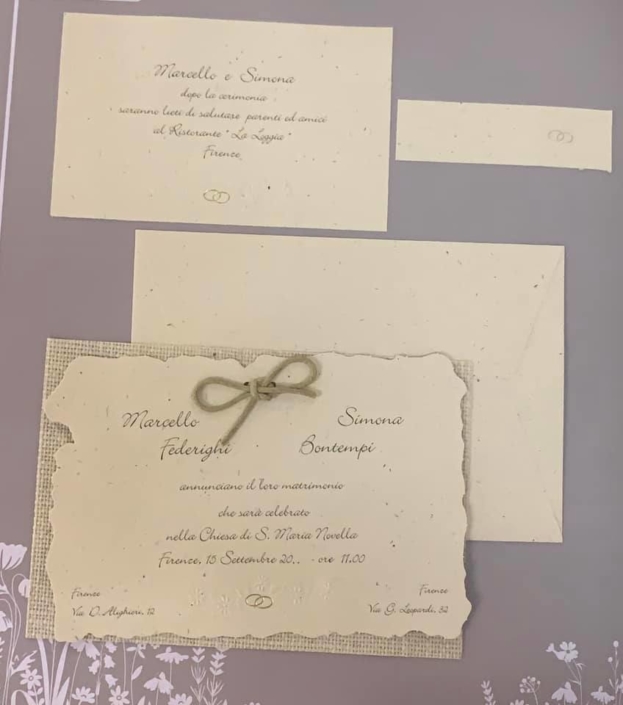 Marcello e Simona
dopo la cerimonia
saranno lieti di salutare parenti ed amici
al Ristorante "La Loggia"
Firenze
Marcello Simona
Federighi Bontempi
annunciano il loro matrimonio
che sarà celebrato
nella Chiesa di S. Maria Novella
Firenze, 15 Settembre 20.. - ore 11.00
Firenze
Via D. Alighieri, 12
Firenze
Via G. Leopardi, 52